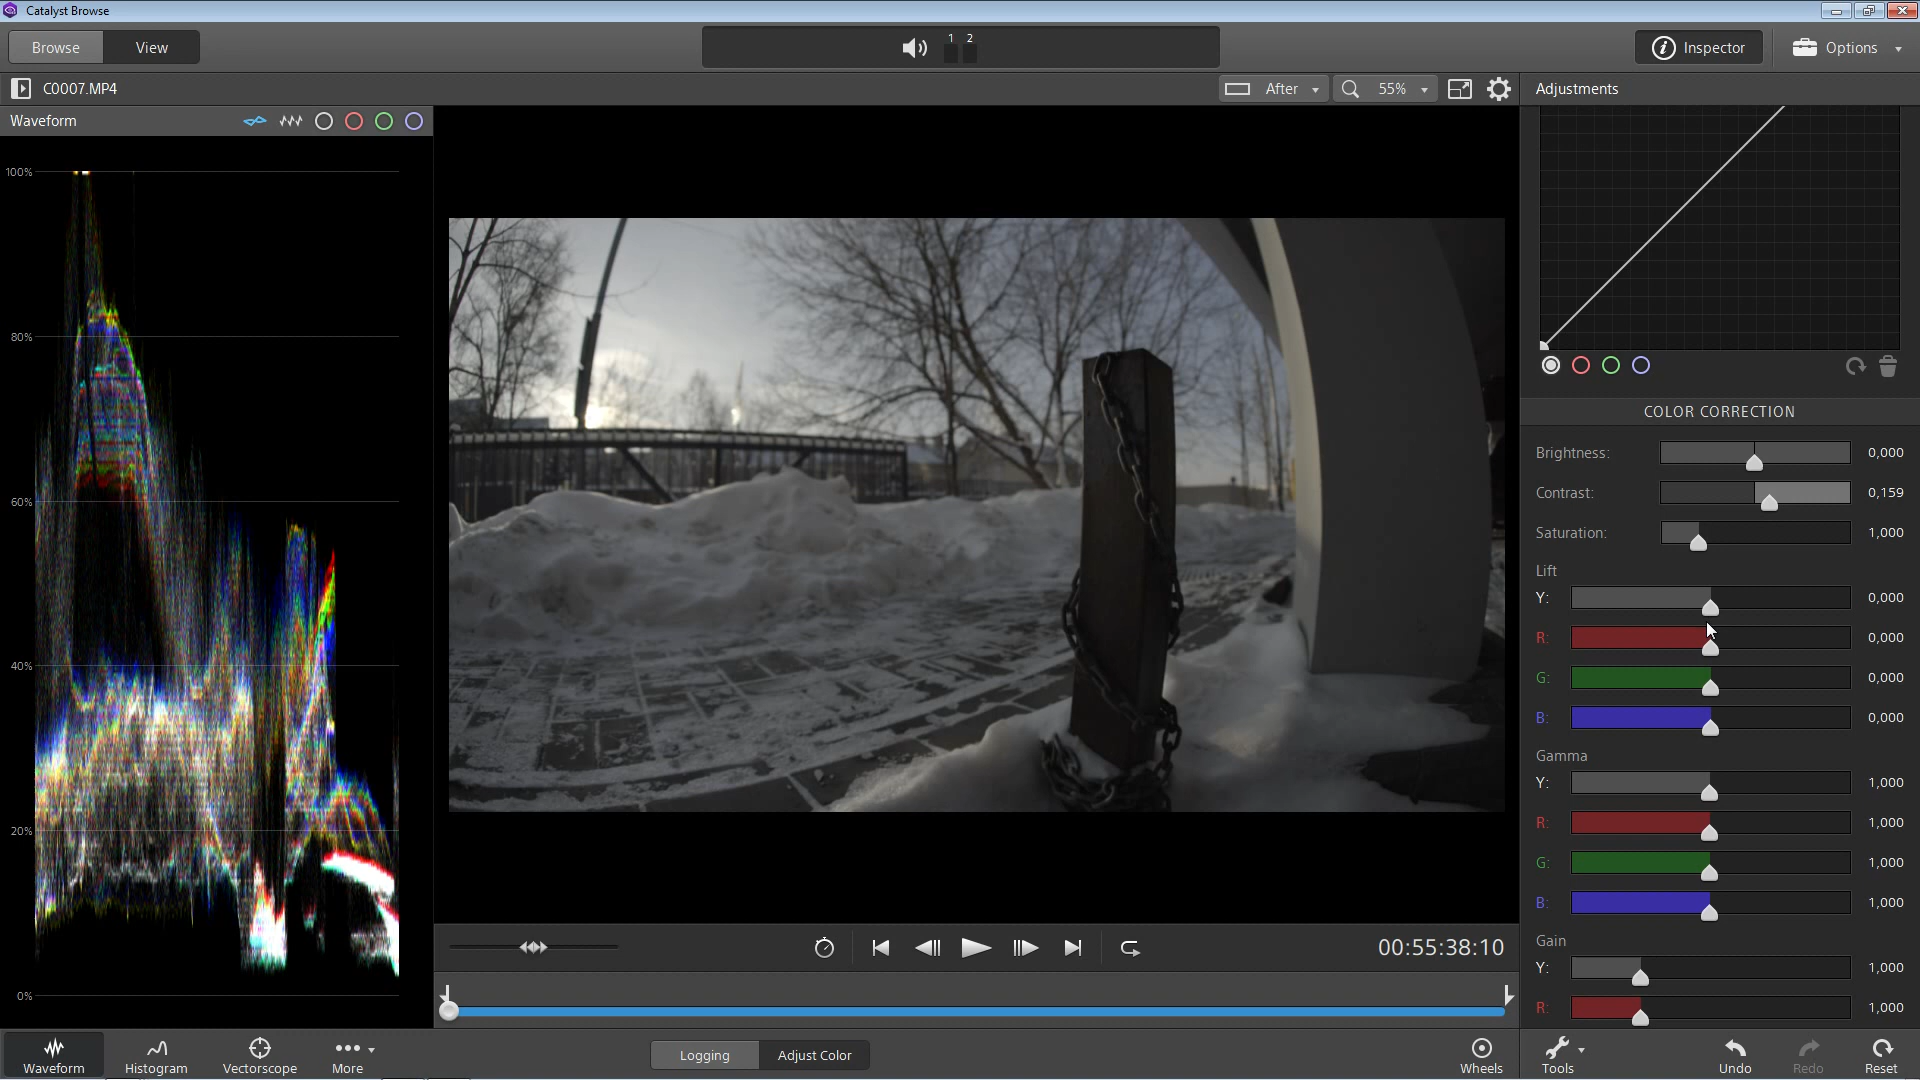 Catalyst Browse
Browse
View
1 2
Inspector
Options
C0007.MP4
After
55%
Adjustments
Waveform
100%
80%
60%
40%
20%
0%
COLOR CORRECTION
Brightness: 0,000
Contrast: 0,159
Saturation: 1,000
Lift
Y: 0,000
R: 0,000
G: 0,000
B: 0,000
Gamma
Y: 1,000
R: 1,000
G: 1,000
B: 1,000
Gain
Y: 1,000
R: 1,000
00:55:38:10
Waveform
Histogram
Vectorscope
More
Logging
Adjust Color
Wheels
Tools
Undo
Redo
Reset